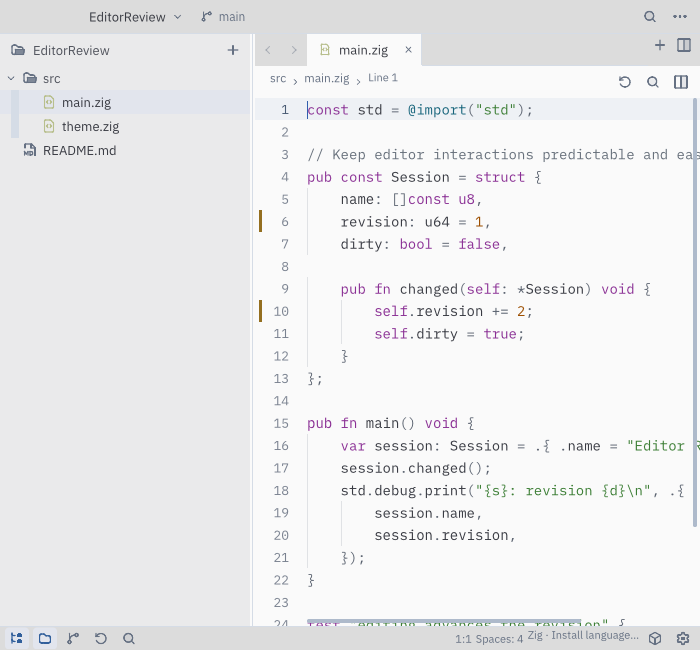 EditorReview main
EditorReview
src
main.zig
theme.zig
README.md
main.zig
src main.zig Line 1
1 const std = @import("std");
2
3 // Keep editor interactions predictable and eas
4 pub const Session = struct {
5 name: []const u8,
6 revision: u64 = 1,
7 dirty: bool = false,
8
9 pub fn changed(self: *Session) void {
10 self.revision += 2;
11 self.dirty = true;
12 }
13 };
14
15 pub fn main() void {
16 var session: Session = .{ .name = "Editor R
17 session.changed();
18 std.debug.print("{s}: revision {d}\n", .{
19 session.name,
20 session.revision,
21 });
22 }
23
24 test "editing advances the revision" {
1:1 Spaces: 4 Zig · Install language...